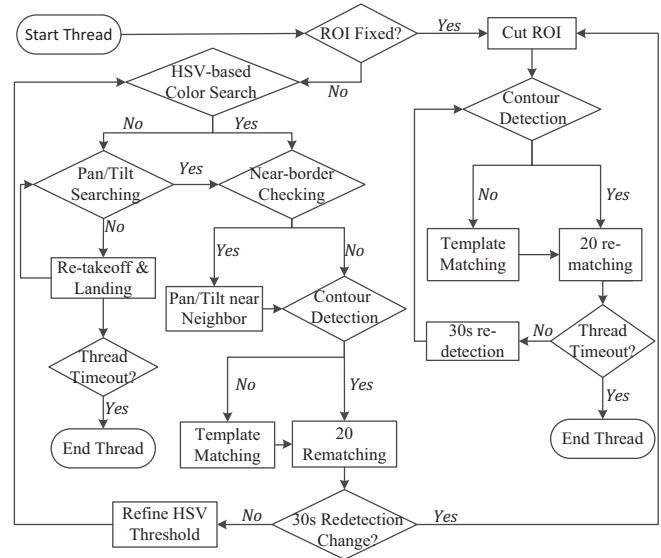 Start Thread
ROI Fixed?
Yes
Cut ROI
No
HSV-based
Color Search
No
Yes
Contour
Detection
Pan/Tilt
Searching
Yes
Near-border
Checking
No
Yes
No
Re-takeoff &
Landing
Yes
No
Template
Matching
20 re-
matching
Pan/Tilt near
Neighbor
Contour
Detection
30s re-
detection
No
Thread
Timeout?
Thread
Timeout?
No
Yes
Yes
Yes
End Thread
Template
Matching
20
Rematching
End Thread
Refine HSV
Threshold
No
30s Redetection
Change?
Yes